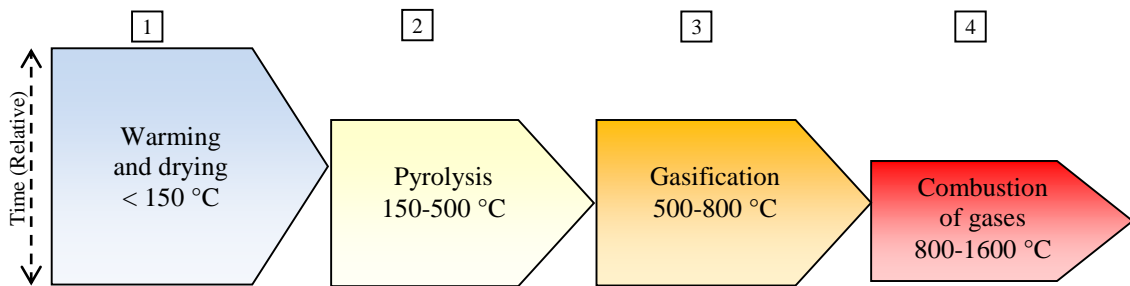 1
2
3
4
Time (Relative)
Warming
and drying
< 150 °C
Pyrolysis
150-500 °C
Gasification
500-800 °C
Combustion
of gases
800-1600 °C